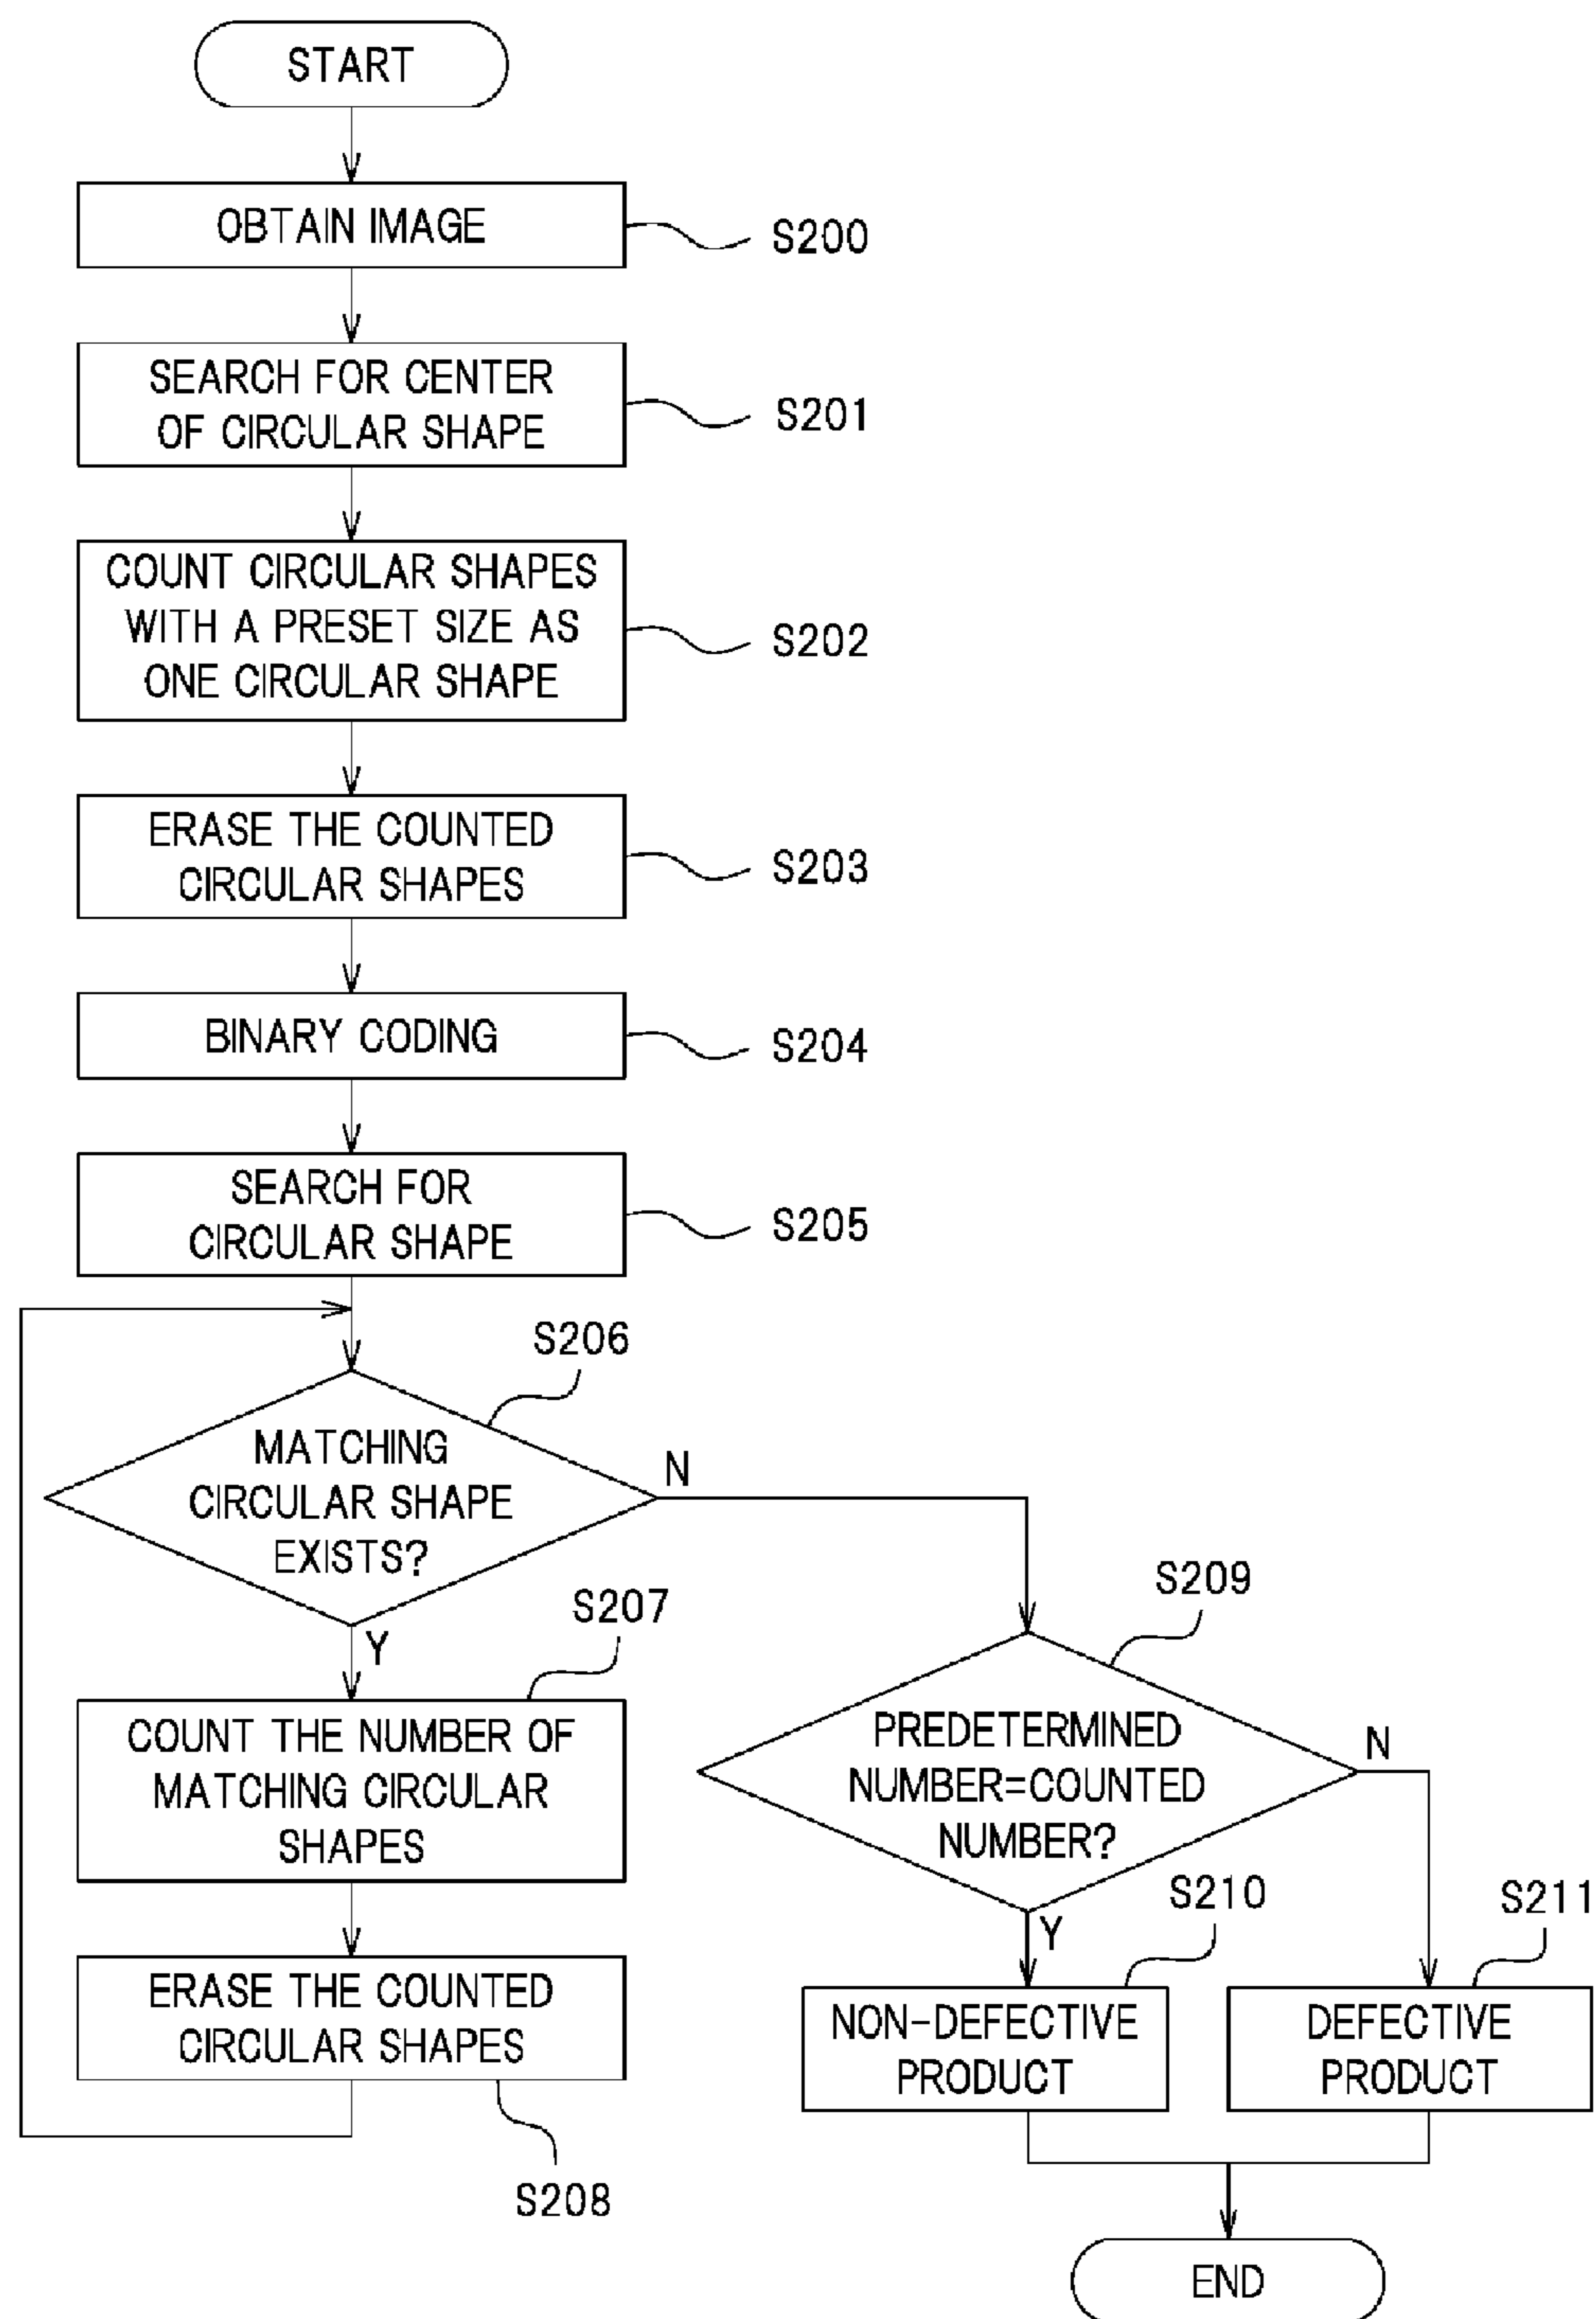 START
OBTAIN IMAGE
S200
SEARCH FOR CENTER
OF CIRCULAR SHAPE
S201
COUNT CIRCULAR SHAPES
WITH A PRESET SIZE AS
ONE CIRCULAR SHAPE
S202
ERASE THE COUNTED
CIRCULAR SHAPES
S203
BINARY CODING
S204
SEARCH FOR
CIRCULAR SHAPE
S205
S206
MATCHING
CIRCULAR SHAPE
EXISTS?
N
Y
S207
COUNT THE NUMBER OF
MATCHING CIRCULAR
SHAPES
ERASE THE COUNTED
CIRCULAR SHAPES
S208
S209
PREDETERMINED
NUMBER=COUNTED
NUMBER?
N
Y
S210
NON-DEFECTIVE
PRODUCT
S211
DEFECTIVE
PRODUCT
END